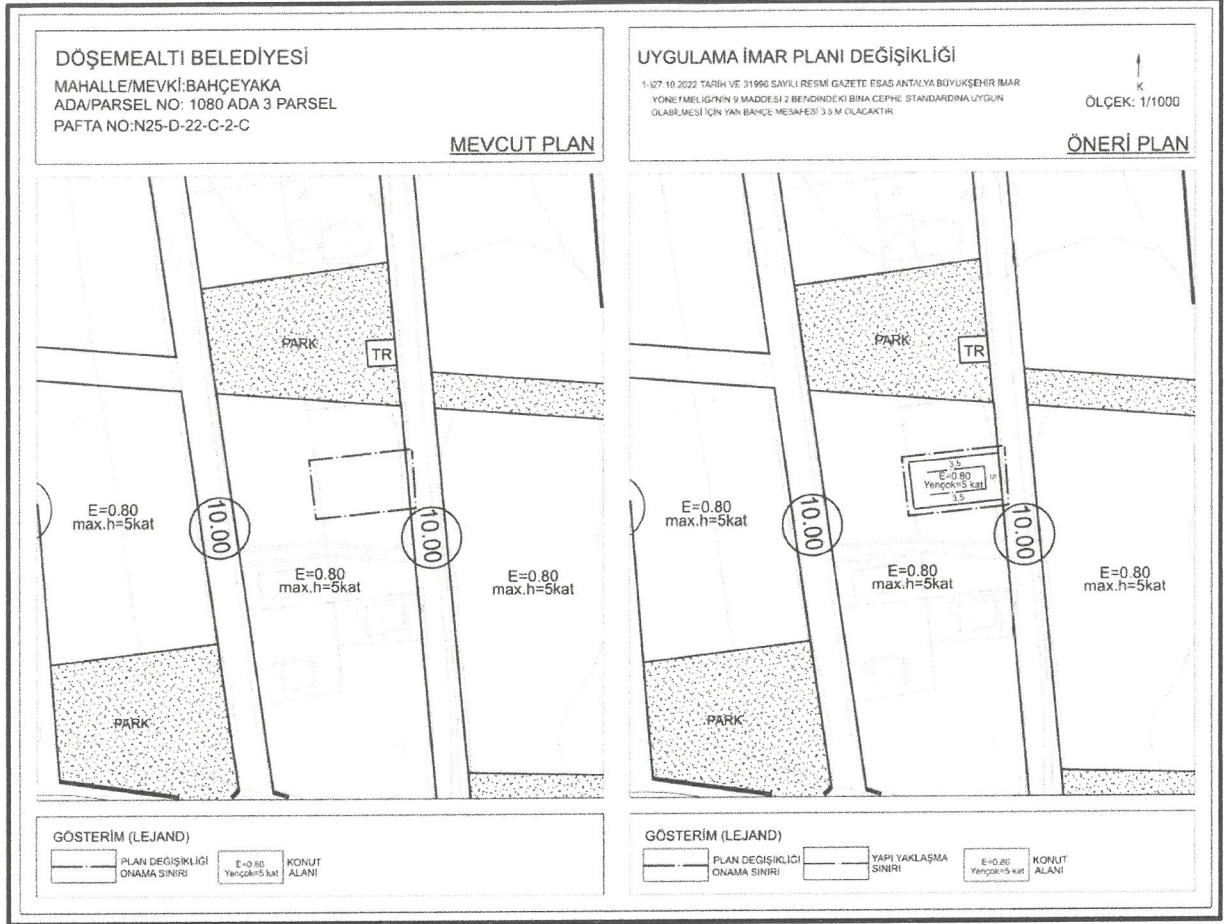 DÖŞEMEALTI BELEDİYESİ
MAHALLE/MEVKİ:BAHÇEYAKA
ADA/PARSEL NO: 1080 ADA 3 PARSEL
PAFTA NO:N25-D-22-C-2-C
MEVCUT PLAN
PARK
TR
E=0.80
max.h=5kat
10.00
10.00
E=0.80
max.h=5kat
E=0.80
max.h=5kat
PARK
GÖSTERİM (LEJAND)
PLAN DEĞİŞİKLİĞİ
ONAMA SINIRI
E=0.80
Yençok=5 kat
KONUT
ALANI
UYGULAMA İMAR PLANI DEĞİŞİKLİĞİ
1-)27.10.2022 TARİH VE 31996 SAYILI RESMİ GAZETE ESAS ANTALYA BÜYÜKŞEHİR İMAR
YÖNETMELİĞİ'NİN 9 MADDESİ 2 BENDİNDEKİ BİNA CEPHE STANDARDINA UYGUN
OLABİLMESİ İÇİN YAN BAHÇE MESAFESİ 3.5 M OLACAKTIR
K
ÖLÇEK: 1/1000
ÖNERİ PLAN
PARK
TR
3.5
E=0.80
Yençok=5 kat
5
3.5
E=0.80
max.h=5kat
10.00
10.00
E=0.80
max.h=5kat
E=0.80
max.h=5kat
PARK
GÖSTERİM (LEJAND)
PLAN DEĞİŞİKLİĞİ
ONAMA SINIRI
YAPI YAKLAŞMA
SINIRI
E=0.80
Yençok=5 kat
KONUT
ALANI